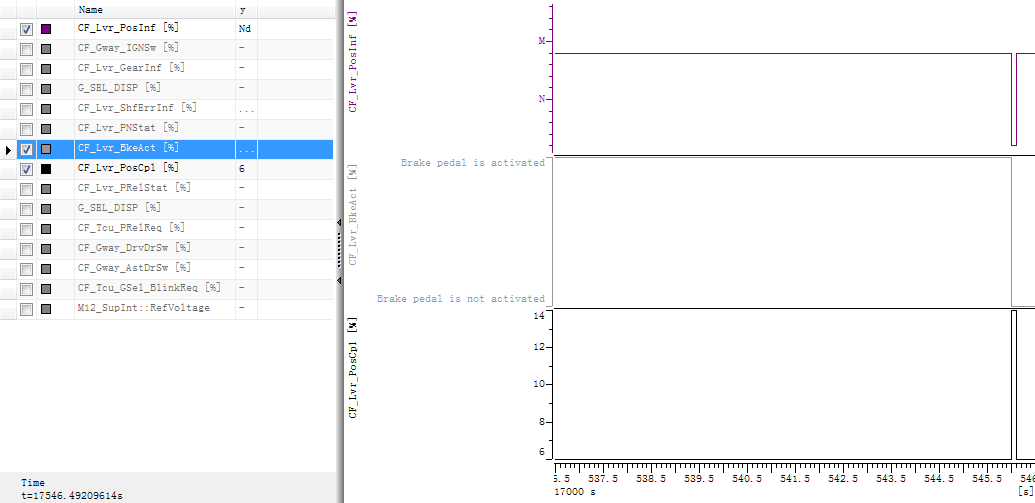 Name y
CF_Lvr_PosInf [%] Nd
CF_Gway_IGNSw [%] -
CF_Lvr_GearInf [%] -
G_SEL_DISP [%] -
CF_Lvr_ShfErrInf [%] ...
CF_Lvr_PNStat [%] -
CF_Lvr_BkeAct [%] ...
CF_Lvr_PosCpl [%] 6
CF_Lvr_PRelStat [%] -
G_SEL_DISP [%] -
CF_Tcu_PRelReq [%] -
CF_Gway_DrvDrSw [%] -
CF_Gway_AstDrSw [%] -
CF_Tcu_GSel_BlinkReq [%] -
M12_SupInt::RefVoltage -
Time
t=17546.49209614s
CF_Lvr_PosInf [%]
M
N
CF_Lvr_BkeAct [%]
Brake pedal is activated
Brake pedal is not activated
CF_Lvr_PosCpl [%]
14
12
10
8
6
5.5 537.5 538.5 539.5 540.5 541.5 542.5 543.5 544.5 545.5 546
17000 s [s]